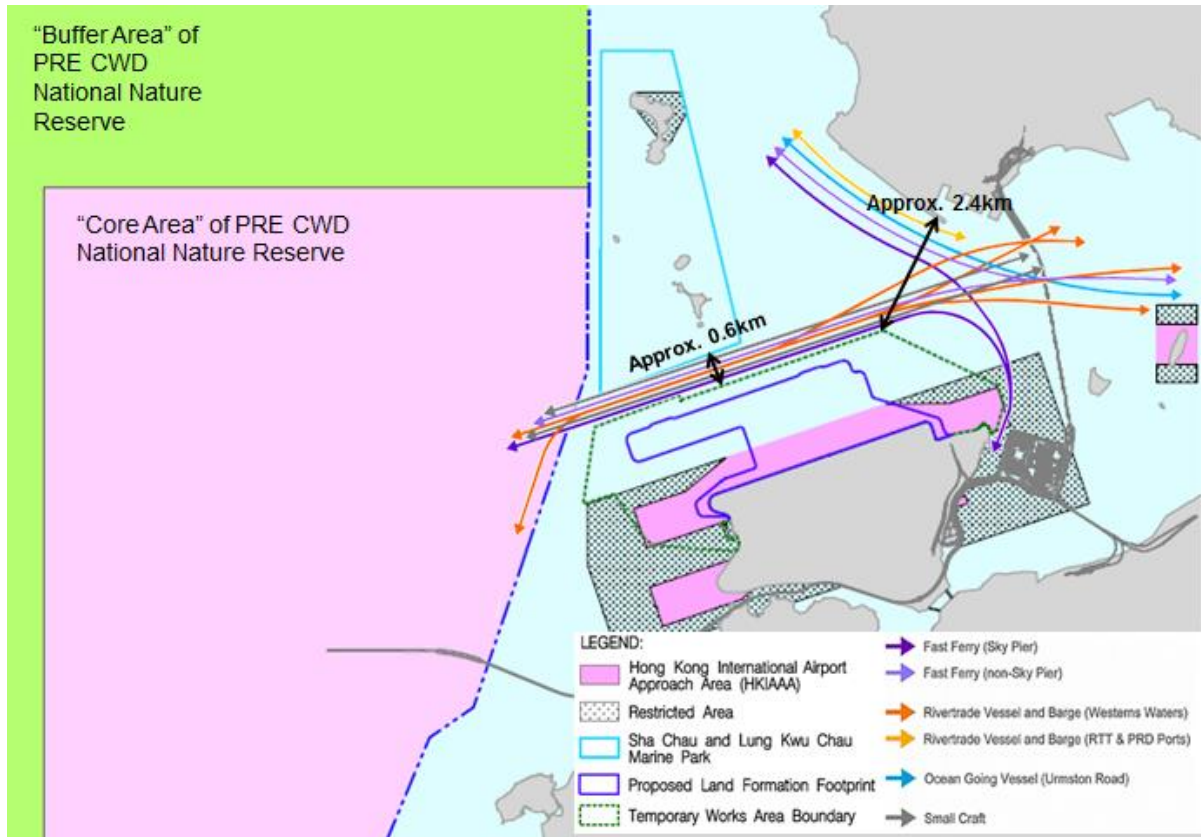 “Buffer Area” of
PRE CWD
National Nature
Reserve
“Core Area” of PRE CWD
National Nature Reserve
Approx. 2.4km
Approx. 0.6km
LEGEND:
Hong Kong International Airport
Approach Area (HKIAAA)
Restricted Area
Sha Chau and Lung Kwu Chau
Marine Park
Proposed Land Formation Footprint
Temporary Works Area Boundary
Fast Ferry (Sky Pier)
Fast Ferry (non-Sky Pier)
Rivertrade Vessel and Barge (Westerns Waters)
Rivertrade Vessel and Barge (RTT & PRD Ports)
Ocean Going Vessel (Urmston Road)
Small Craft